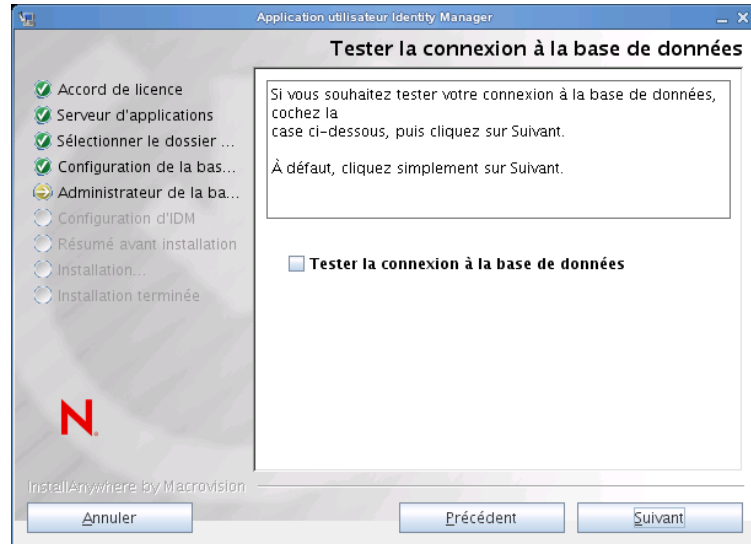 Application utilisateur Identity Manager
Tester la connexion à la base de données
Accord de licence
Serveur d'applications
Sélectionner le dossier ...
Configuration de la bas...
Administrateur de la ba...
Configuration d'IDM
Résumé avant installation
Installation...
Installation terminée
Si vous souhaitez tester votre connexion à la base de données,
cochez la
case ci-dessous, puis cliquez sur Suivant.
À défaut, cliquez simplement sur Suivant.
Tester la connexion à la base de données
N
InstallAnywhere by Macrovision
Annuler
Précédent
Suivant